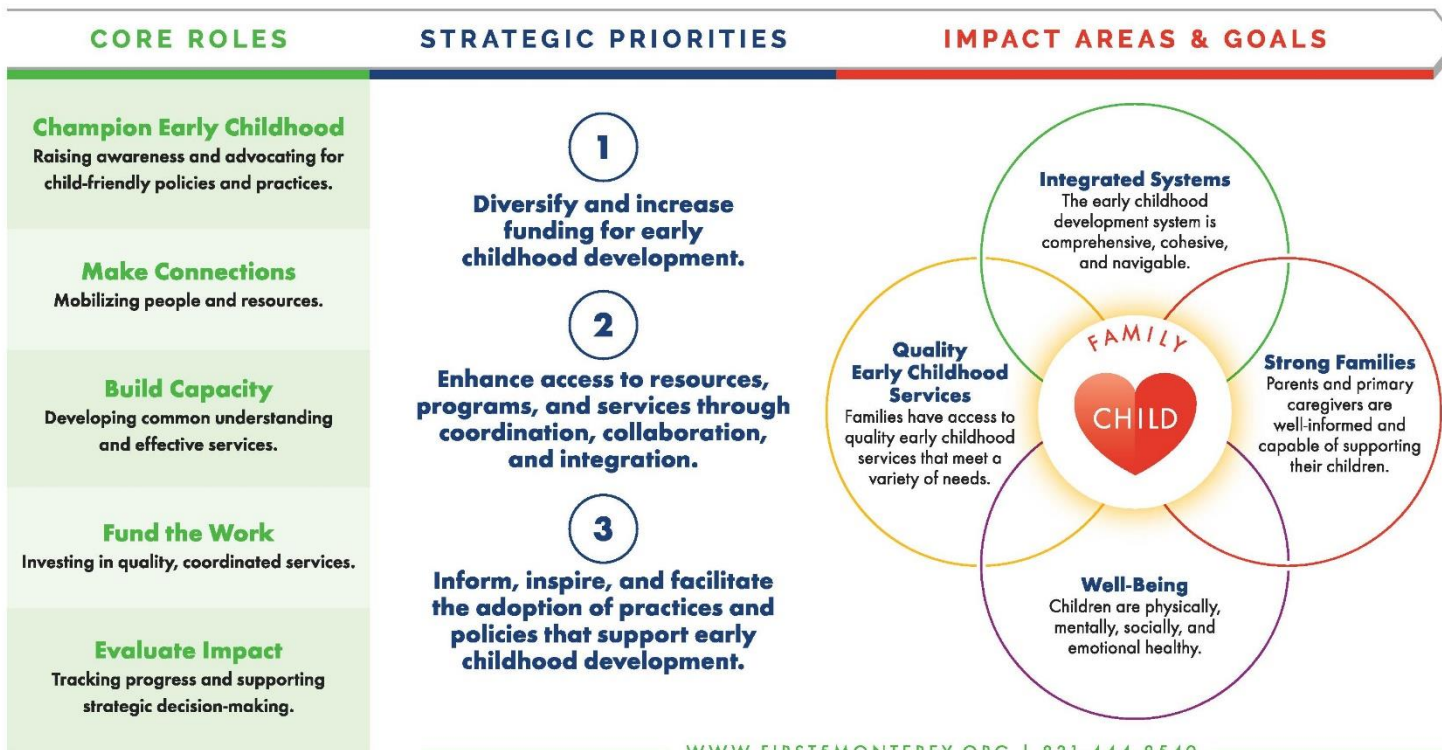 CORE ROLES
STRATEGIC PRIORITIES
IMPACT AREAS & GOALS
Champion Early Childhood
Raising awareness and advocating for
child-friendly policies and practices.
Make Connections
Mobilizing people and resources.
Build Capacity
Developing common understanding
and effective services.
Fund the Work
Investing in quality, coordinated services.
Evaluate Impact
Tracking progress and supporting
strategic decision-making.
1
Diversify and increase
funding for early
childhood development.
2
Enhance access to resources,
programs, and services through
coordination, collaboration,
and integration.
3
Inform, inspire, and facilitate
the adoption of practices and
policies that support early
childhood development.
Integrated Systems
The early childhood
development system is
comprehensive, cohesive,
and navigable.
Quality
Early Childhood
Services
Families have access to
quality early childhood
services that meet a
variety of needs.
FAMILY
CHILD
Strong Families
Parents and primary
caregivers are
well-informed and
capable of supporting
their children.
Well-Being
Children are physically,
mentally, socially, and
emotional healthy.
WWW.FIRST5MONTEREY.ORG | 831-444-8549